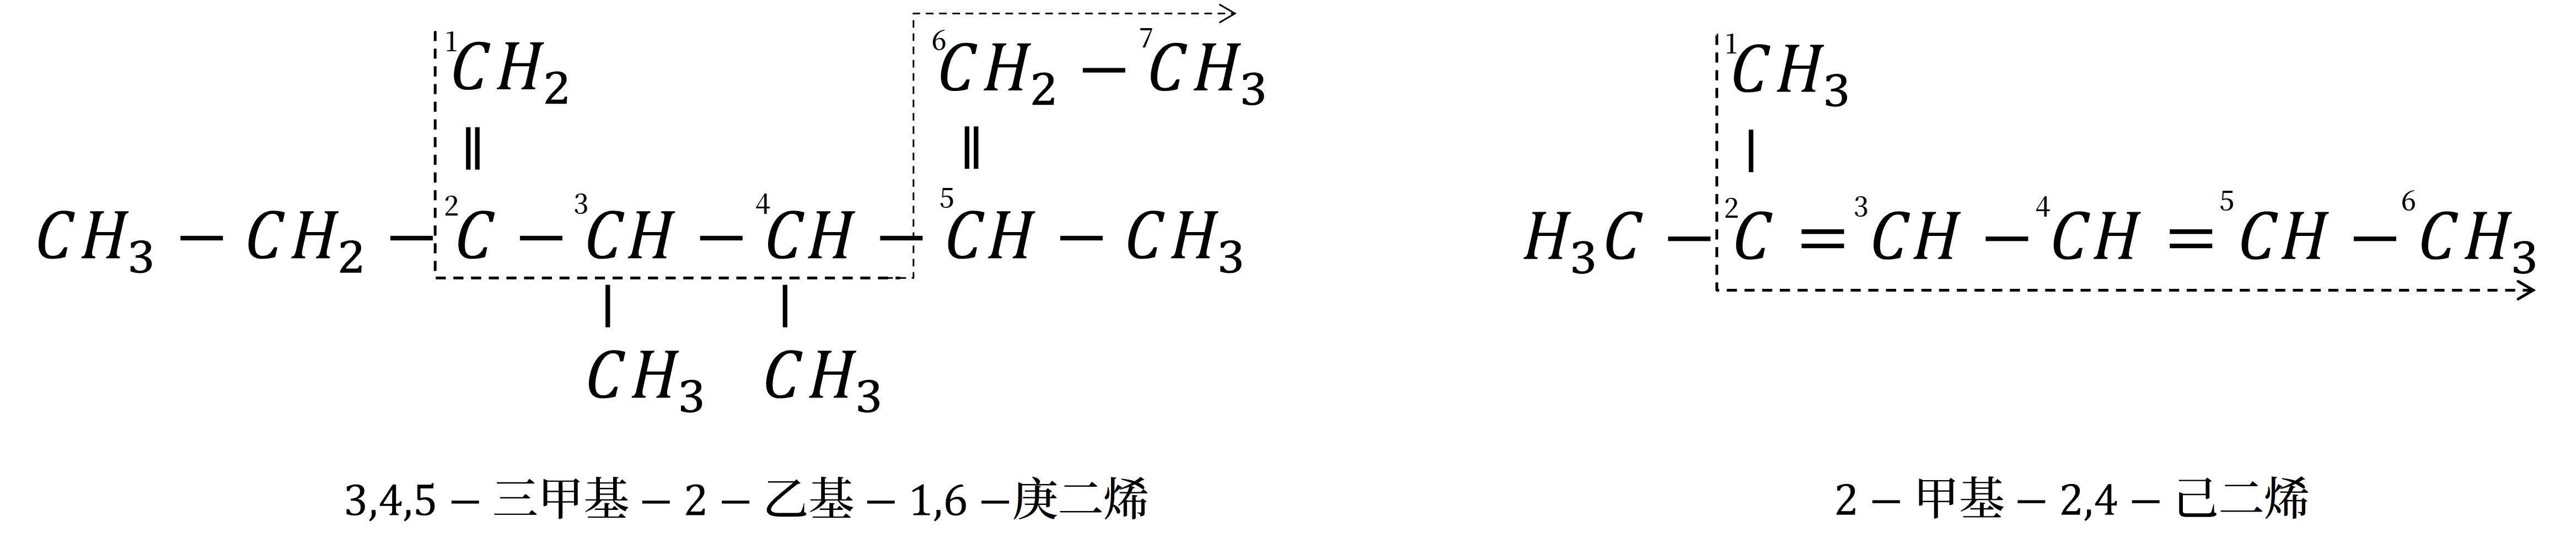 ¹CH₂ ⁶CH₂ − ⁷CH₃ ¹CH₃
|| || |
CH₃ − CH₂ − ²C − ³CH − ⁴CH − ⁵CH − CH₃ H₃C − ²C = ³CH − ⁴CH = ⁵CH − ⁶CH₃
| |
CH₃ CH₃
3,4,5 − 三甲基 − 2 − 乙基 − 1,6 −庚二烯 2 − 甲基 − 2,4 − 己二烯